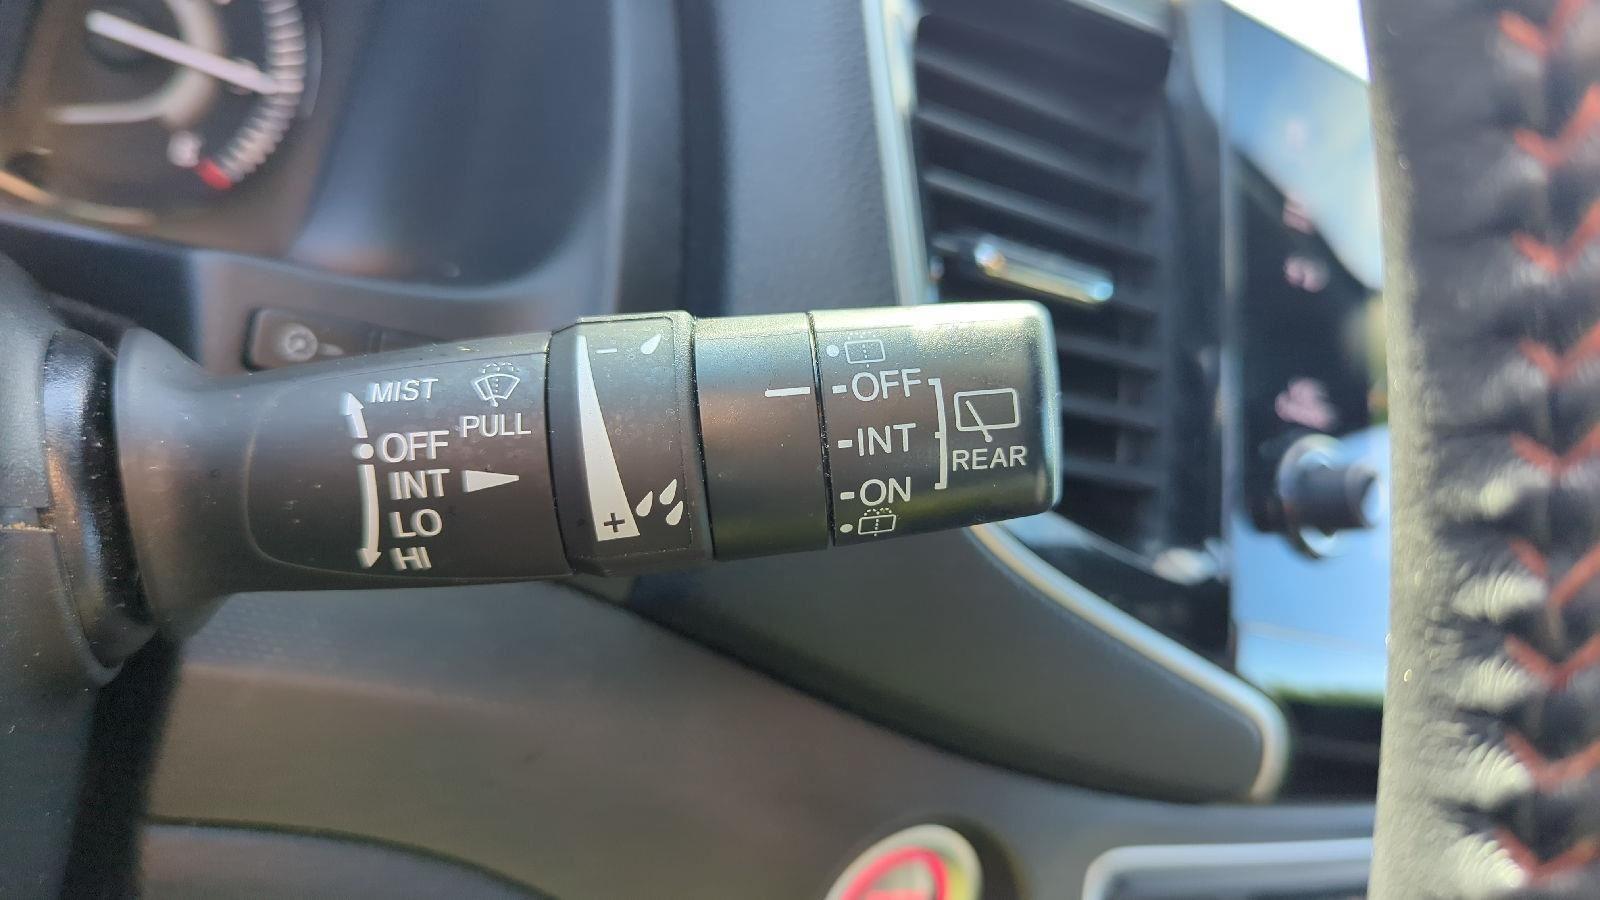 MIST
PULL
OFF
INT
LO
HI
-
+
-OFF
-INT
-ON
REAR